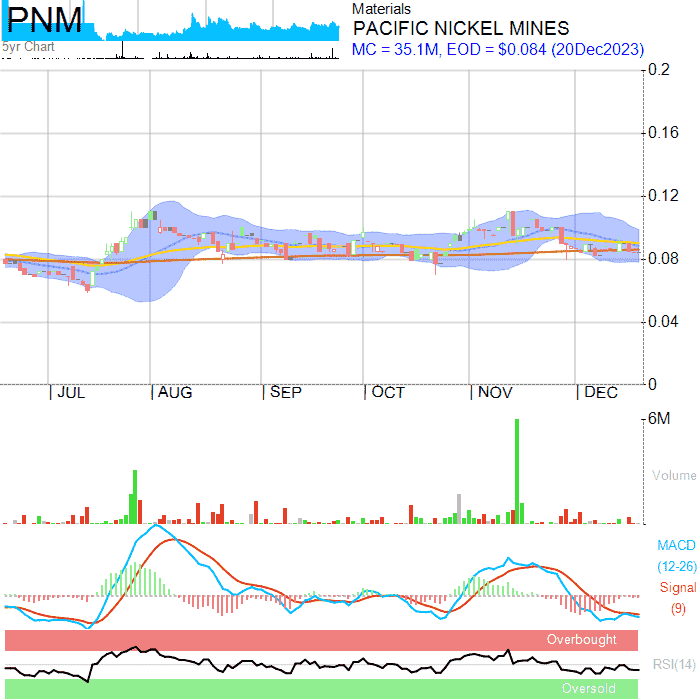 PNM
5yr Chart
Materials
PACIFIC NICKEL MINES
MC = 35.1M, EOD = $0.084 (20Dec2023)
0.2
0.16
0.12
0.08
0.04
0
JUL AUG SEP OCT NOV DEC
6M
Volume
MACD
(12-26)
Signal
(9)
Overbought
RSI(14)
Oversold